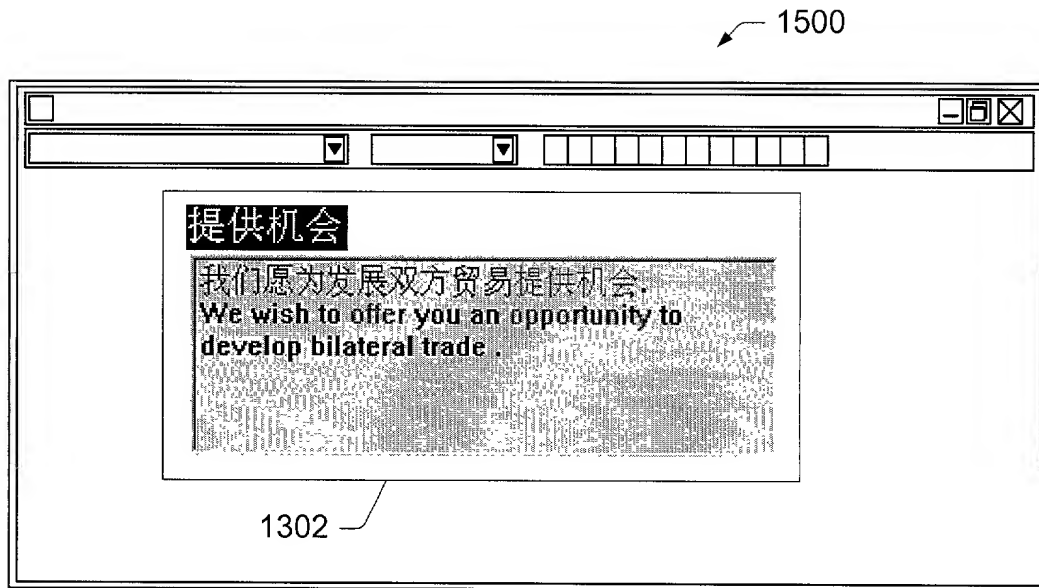 1500
提供机会
我们愿为发展双方贸易提供机会.
We wish to offer you an opportunity to
develop bilateral trade .
1302